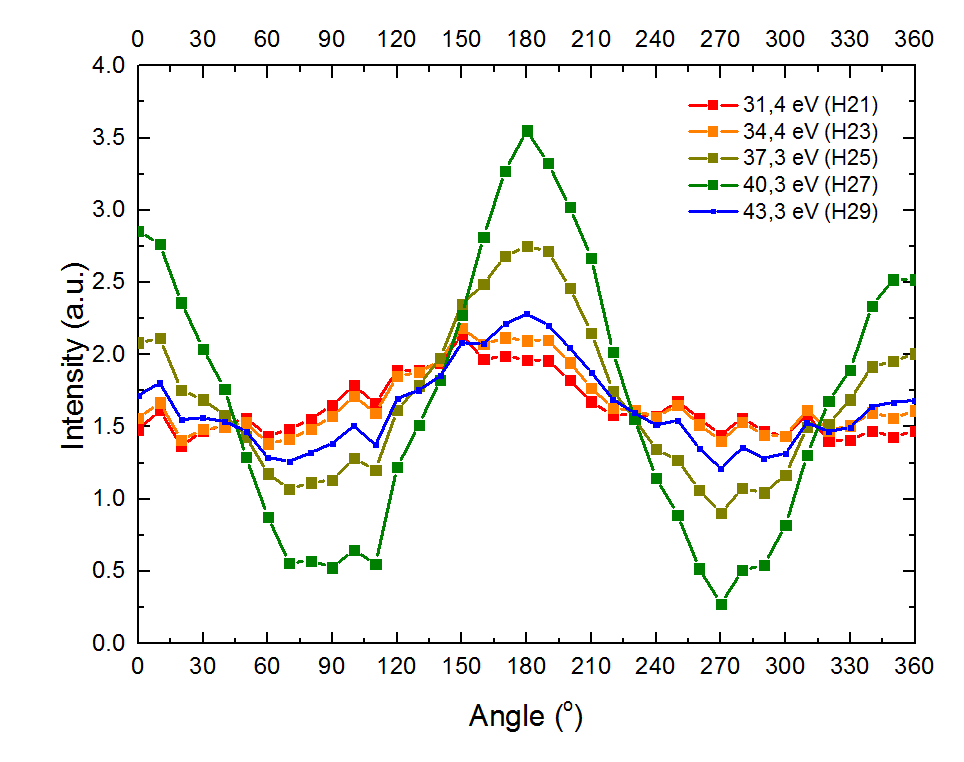 0 30 60 90 120 150 180 210 240 270 300 330 360
4.0
3.5
3.0
2.5
2.0
1.5
1.0
0.5
0.0
Intensity (a.u.)
31,4 eV (H21)
34,4 eV (H23)
37,3 eV (H25)
40,3 eV (H27)
43,3 eV (H29)
0 30 60 90 120 150 180 210 240 270 300 330 360
Angle (º)